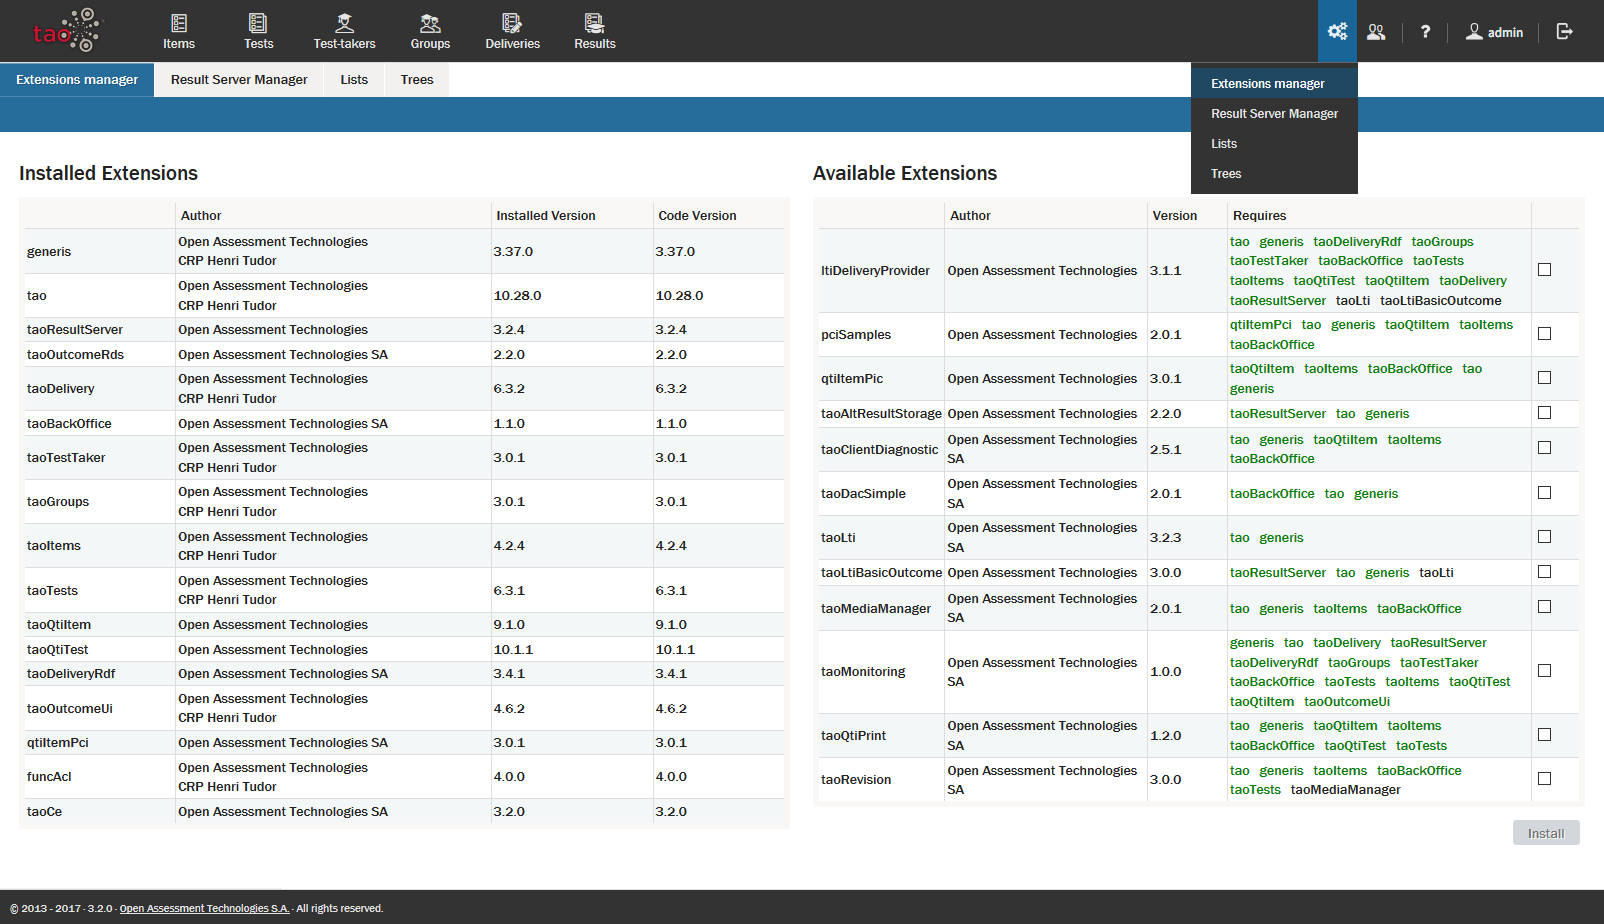 tao
Items
Tests
Test-takers
Groups
Deliveries
Results
?
admin
Extensions manager
Result Server Manager
Lists
Trees
Extensions manager
Result Server Manager
Lists
Trees
Installed Extensions
Author Installed Version Code Version
generis Open Assessment Technologies 3.37.0 3.37.0
CRP Henri Tudor
tao Open Assessment Technologies 10.28.0 10.28.0
CRP Henri Tudor
taoResultServer Open Assessment Technologies 3.2.4 3.2.4
taoOutcomeRds Open Assessment Technologies SA 2.2.0 2.2.0
taoDelivery Open Assessment Technologies 6.3.2 6.3.2
CRP Henri Tudor
taoBackOffice Open Assessment Technologies SA 1.1.0 1.1.0
taoTestTaker Open Assessment Technologies 3.0.1 3.0.1
CRP Henri Tudor
taoGroups Open Assessment Technologies 3.0.1 3.0.1
CRP Henri Tudor
taoItems Open Assessment Technologies 4.2.4 4.2.4
CRP Henri Tudor
taoTests Open Assessment Technologies 6.3.1 6.3.1
CRP Henri Tudor
taoQtiItem Open Assessment Technologies 9.1.0 9.1.0
taoQtiTest Open Assessment Technologies 10.1.1 10.1.1
taoDeliveryRdf Open Assessment Technologies SA 3.4.1 3.4.1
taoOutcomeUi Open Assessment Technologies 4.6.2 4.6.2
CRP Henri Tudor
qtiItemPci Open Assessment Technologies SA 3.0.1 3.0.1
funcAcl Open Assessment Technologies 4.0.0 4.0.0
CRP Henri Tudor
taoCe Open Assessment Technologies SA 3.2.0 3.2.0
Available Extensions
Author Version Requires
ltiDeliveryProvider Open Assessment Technologies 3.1.1 tao generis taoDeliveryRdf taoGroups
taoTestTaker taoBackOffice taoTests
taoItems taoQtiTest taoQtiItem taoDelivery
taoResultServer taoLti taoLtiBasicOutcome
pciSamples Open Assessment Technologies 2.0.1 qtiItemPci tao generis taoQtiItem taoItems
taoBackOffice
qtiItemPic Open Assessment Technologies 3.0.1 taoQtiItem taoItems taoBackOffice tao
generis
taoAltResultStorage Open Assessment Technologies 2.2.0 taoResultServer tao generis
taoClientDiagnostic Open Assessment Technologies 2.5.1 tao generis taoQtiItem taoItems
SA taoBackOffice
taoDacSimple Open Assessment Technologies 2.0.1 taoBackOffice tao generis
SA
taoLti Open Assessment Technologies 3.2.3 tao generis
SA
taoLtiBasicOutcome Open Assessment Technologies 3.0.0 taoResultServer tao generis taoLti
taoMediaManager Open Assessment Technologies 2.0.1 tao generis taoItems taoBackOffice
SA
taoMonitoring Open Assessment Technologies 1.0.0 generis tao taoDelivery taoResultServer
SA taoDeliveryRdf taoGroups taoTestTaker
taoBackOffice taoTests taoItems taoQtiTest
taoQtiItem taoOutcomeUi
taoQtiPrint Open Assessment Technologies 1.2.0 tao generis taoQtiItem taoItems
SA taoBackOffice taoQtiTest taoTests
taoRevision Open Assessment Technologies 3.0.0 tao generis taoItems taoBackOffice
SA taoTests taoMediaManager
Install
© 2013 - 2017 · 3.2.0 · Open Assessment Technologies S.A. · All rights reserved.